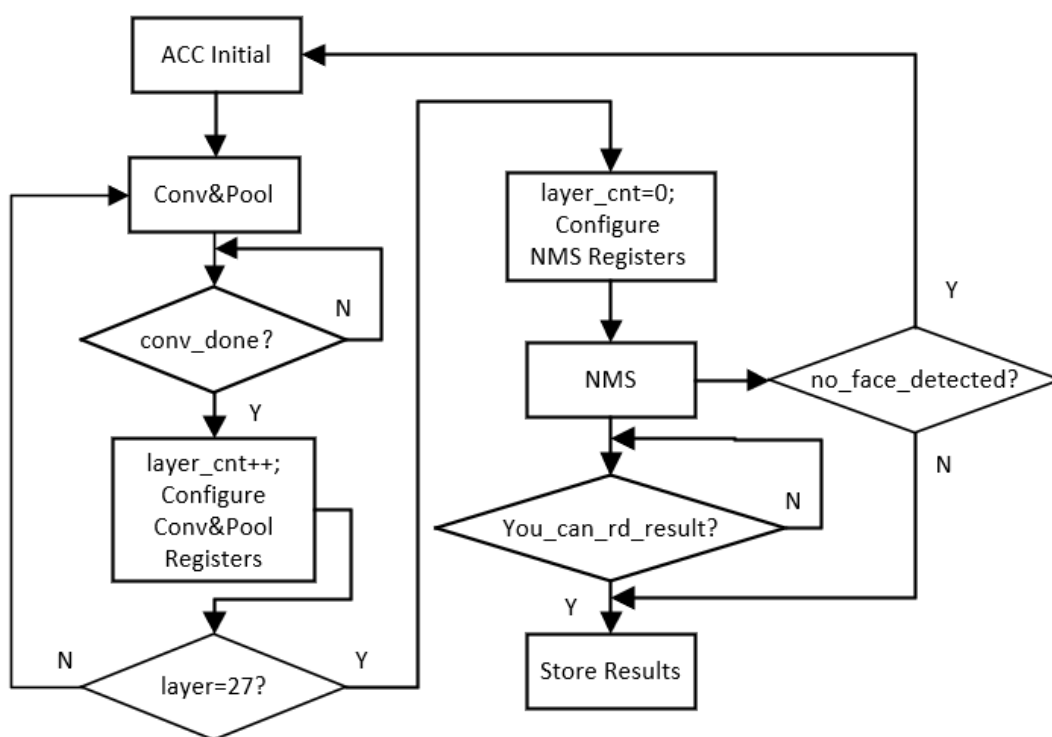 ACC Initial
Conv&Pool
conv_done?
N
Y
layer_cnt++;
Configure
Conv&Pool
Registers
N
Y
layer=27?
layer_cnt=0;
Configure
NMS Registers
NMS
You_can_rd_result?
N
Y
Store Results
Y
no_face_detected?
N